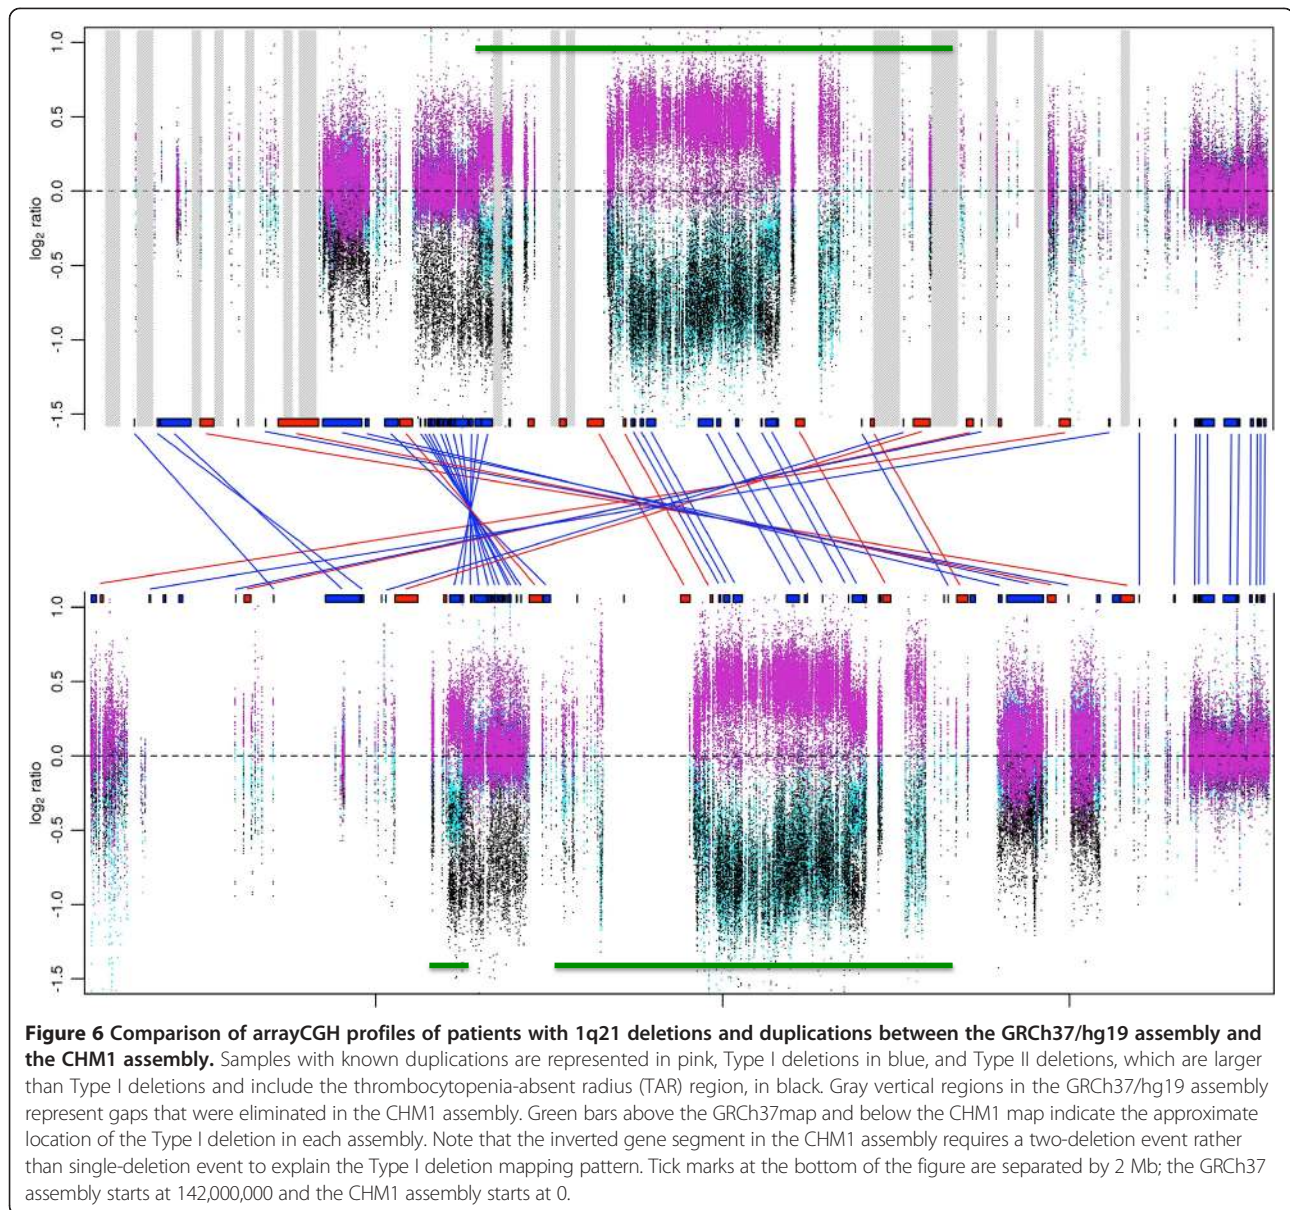 1.0
0.5
0.0
-0.5
-1.0
-1.5
log2 ratio
1.0
0.5
0.0
-0.5
-1.0
-1.5
log2 ratio
Figure 6 Comparison of arrayCGH profiles of patients with 1q21 deletions and duplications between the GRCh37/hg19 assembly and
the CHM1 assembly. Samples with known duplications are represented in pink, Type I deletions in blue, and Type II deletions, which are larger
than Type I deletions and include the thrombocytopenia-absent radius (TAR) region, in black. Gray vertical regions in the GRCh37/hg19 assembly
represent gaps that were eliminated in the CHM1 assembly. Green bars above the GRCh37map and below the CHM1 map indicate the approximate
location of the Type I deletion in each assembly. Note that the inverted gene segment in the CHM1 assembly requires a two-deletion event rather
than single-deletion event to explain the Type I deletion mapping pattern. Tick marks at the bottom of the figure are separated by 2 Mb; the GRCh37
assembly starts at 142,000,000 and the CHM1 assembly starts at 0.